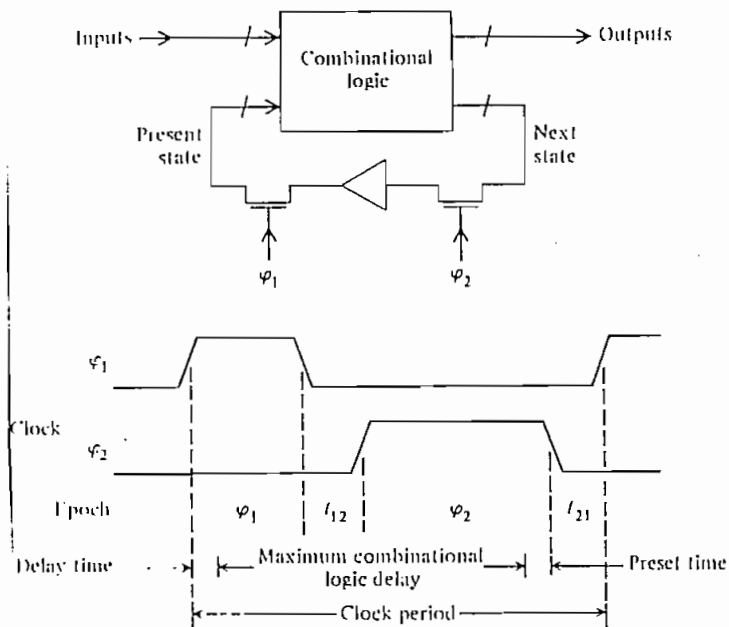 Inputs
Outputs
Combinational
logic
Present
state
Next
state
φ1
φ2
φ1
Clock
φ2
Epoch
φ1
t12
φ2
t21
Delay time
Maximum combinational
logic delay
Preset time
Clock period